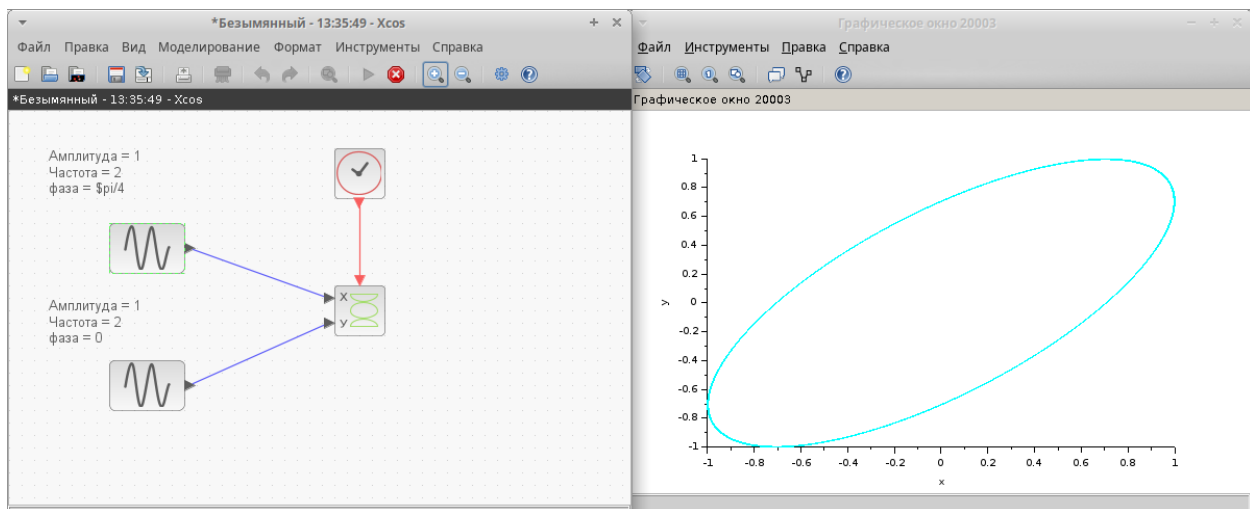 *Безымянный - 13:35:49 - Xcos
Файл Правка Вид Моделирование Формат Инструменты Справка
*Безымянный - 13:35:49 - Xcos
Амплитуда = 1
Частота = 2
фаза = $pi/4
X
y
Амплитуда = 1
Частота = 2
фаза = 0
Графическое окно 20003
Файл Инструменты Правка Справка
Графическое окно 20003
1
0.8
0.6
0.4
0.2
0
-0.2
-0.4
-0.6
-0.8
-1
y
-1 -0.8 -0.6 -0.4 -0.2 0 0.2 0.4 0.6 0.8 1
x